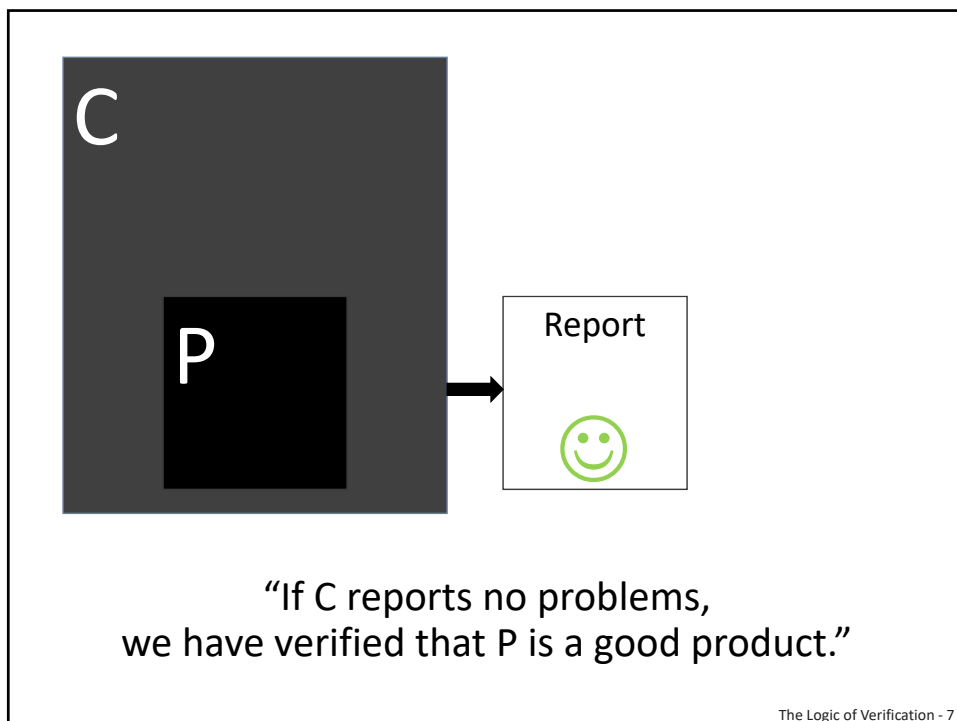 C
P
Report
“If C reports no problems,
we have verified that P is a good product.”
The Logic of Verification - 7